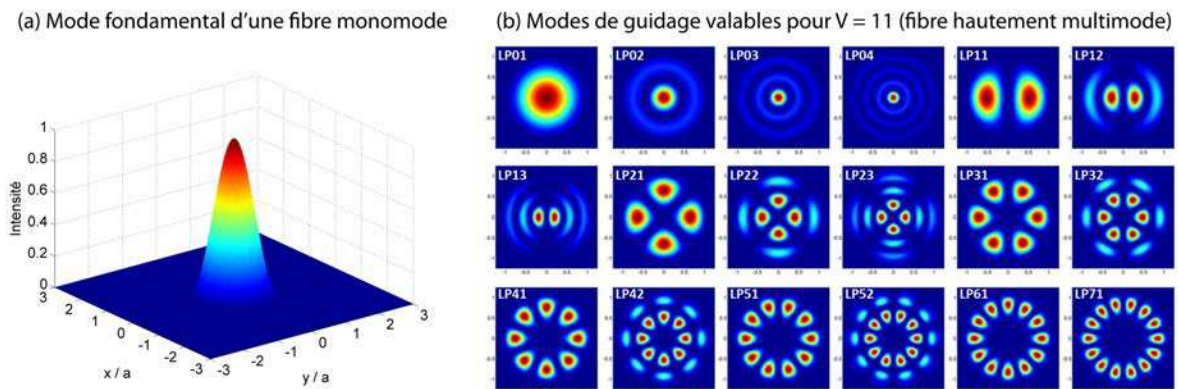 (a) Mode fondamental d'une fibre monomode
(b) Modes de guidage valables pour V = 11 (fibre hautement multimode)
1
0.8
0.6
0.4
0.2
0
Intensité
3
2
1
0
-1
-2
-3
x / a
-3
-2
-1
0
1
2
3
y / a
LP01
LP02
LP03
LP04
LP11
LP12
LP13
LP21
LP22
LP23
LP31
LP32
LP41
LP42
LP51
LP52
LP61
LP71